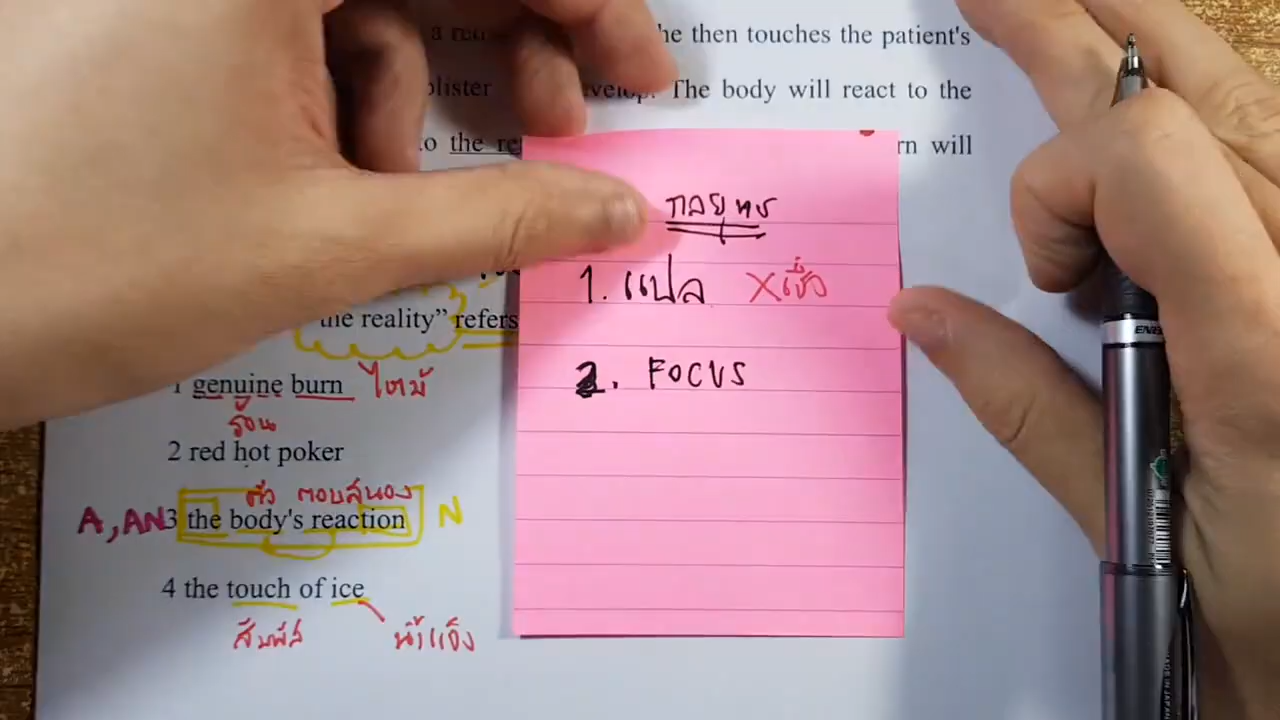 a he then touches the patient's
blister develop. The body will react to the
to the re rn will
กลยุทธ
1. แปล Xเชื่อ
2. FOCUS
"the reality" refers
1 genuine burn ไหม้
ร้อน
2 red hot poker
ตัว ตอบสนอง
A, AN 3 the body's reaction N
4 the touch of ice
สัมผัส น้ำแข็ง